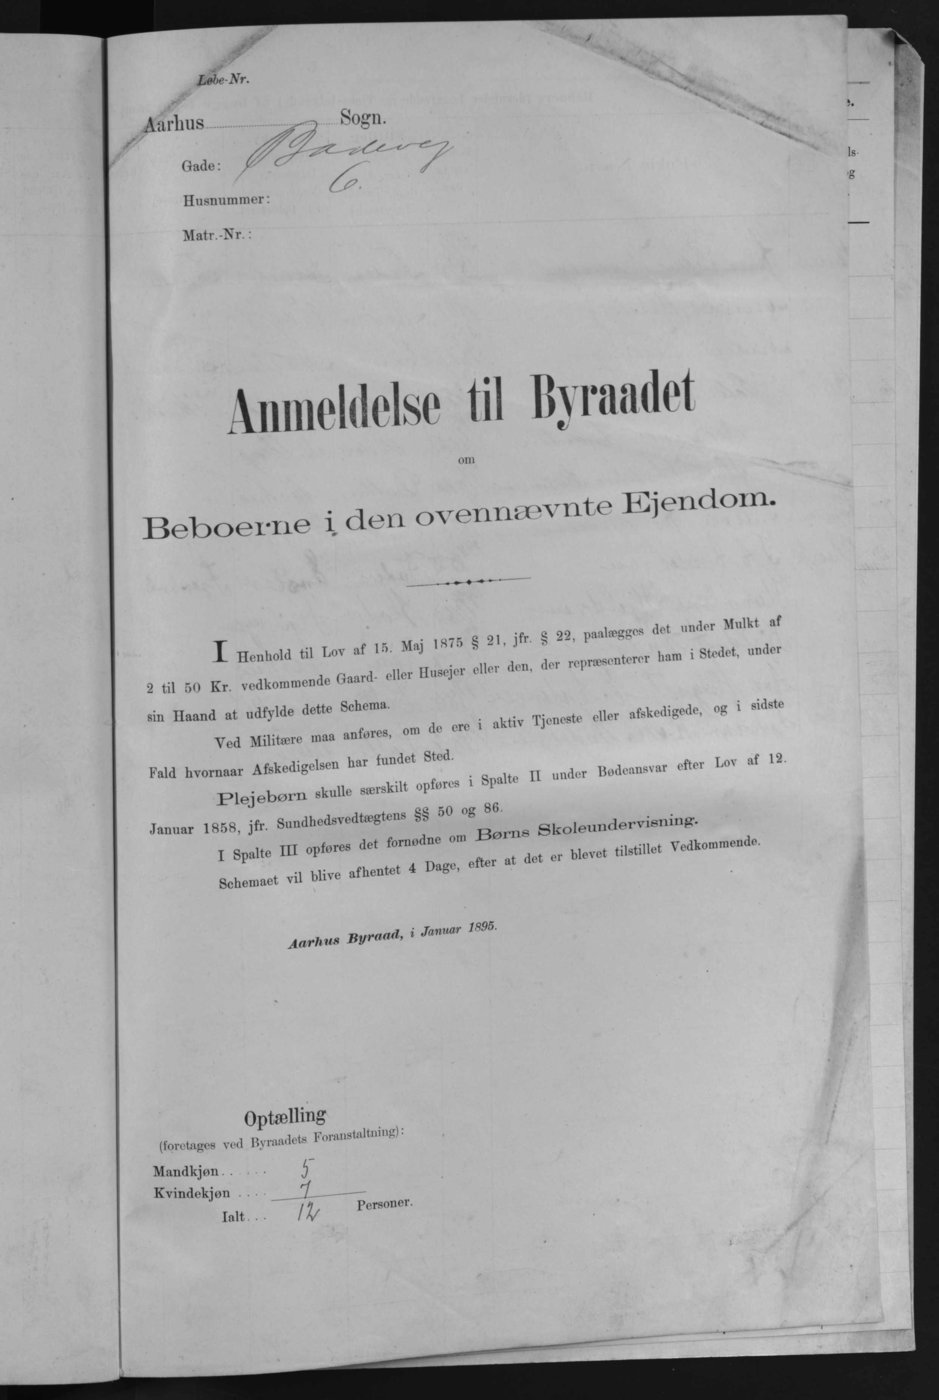 Løbe-Nr.
Aarhus Sogn.
Gade: Badevej
Husnummer: 6.
Matr.-Nr.:
Anmeldelse til Byraadet
om
Beboerne i den ovennævnte Ejendom.
I Henhold til Lov af 15. Maj 1875 § 21, jfr. § 22, paalægges det under Mulkt af
2 til 50 Kr. vedkommende Gaard- eller Husejer eller den, der repræsenterer ham i Stedet, under
sin Haand at udfylde dette Schema.
Ved Militære maa anføres, om de ere i aktiv Tjeneste eller afskedigede, og i sidste
Fald hvornaar Afskedigelsen har fundet Sted.
Plejebørn skulle særskilt opføres i Spalte II under Bødeansvar efter Lov af 12.
Januar 1858, jfr. Sundhedsvedtægtens §§ 50 og 86.
I Spalte III opføres det fornødne om Børns Skoleundervisning.
Schemaet vil blive afhentet 4 Dage, efter at det er blevet tilstillet Vedkommende.
Aarhus Byraad, i Januar 1895.
Optælling
(foretages ved Byraadets Foranstaltning):
Mandkjøn...... 5
Kvindekjøn .... 7
Ialt... 12 Personer.